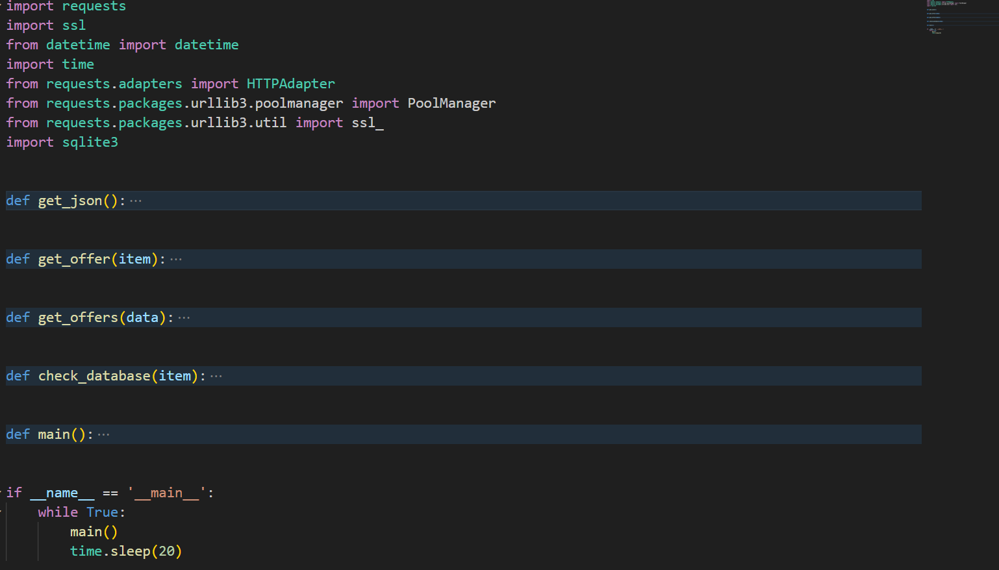 import requests
import ssl
from datetime import datetime
import time
from requests.adapters import HTTPAdapter
from requests.packages.urllib3.poolmanager import PoolManager
from requests.packages.urllib3.util import ssl_
import sqlite3
def get_json():···
def get_offer(item):···
def get_offers(data):···
def check_database(item):···
def main():···
if __name__ == '__main__':
    while True:
        main()
        time.sleep(20)